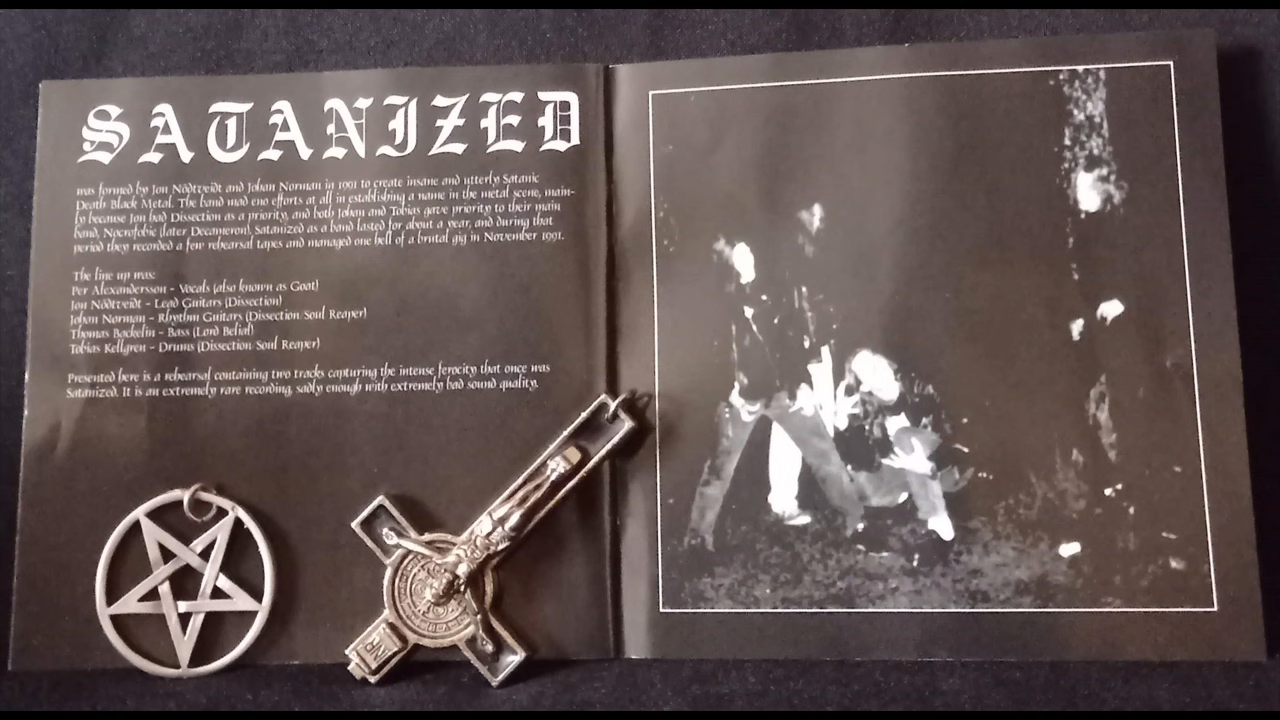 SATANIZED
was formed by Jon Nödtveidt and Johan Norman in 1991 to create insane and utterly Satanic
Death Black Metal. The band mad eno efforts at all in establishing a name in the metal scene, main-
ly because Jon had Dissection as a priority, and both Johan and Tobias gave priority to their main
band, Nocrofobic (later Decameron). Satanized as a band lasted for about a year, and during that
period they recorded a few rehearsal tapes and managed one hell of a brutal gig in November 1991.
The line up was:
Per Alexandersson - Vocals (also known as Goat)
Jon Nödtveidt - Lead Guitars (Dissection)
Johan Norman - Rhythm Guitars (Dissection/Soul Reaper)
Thomas Backelin - Bass (Lord Belial)
Tobias Kellgren - Drums (Dissection/Soul Reaper)
Presented here is a rehearsal containing two tracks capturing the intense ferocity that once was
Satanized. It is an extremely rare recording, sadly enough with extremely bad sound quality.
INRI